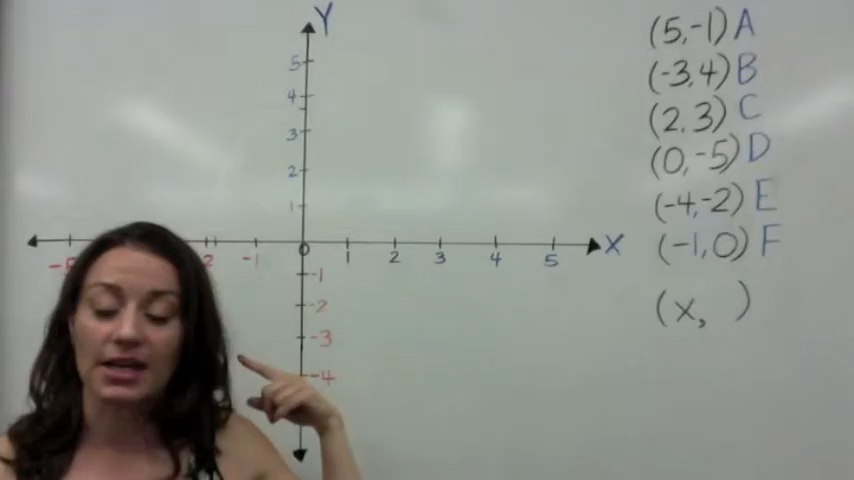 Y
5
4
3
2
1
-5 2 -1 0 1 2 3 4 5 X
-1
-2
-3
-4
(5,-1) A
(-3,4) B
(2,3) C
(0,-5) D
(-4,-2) E
(-1,0) F
(x, )